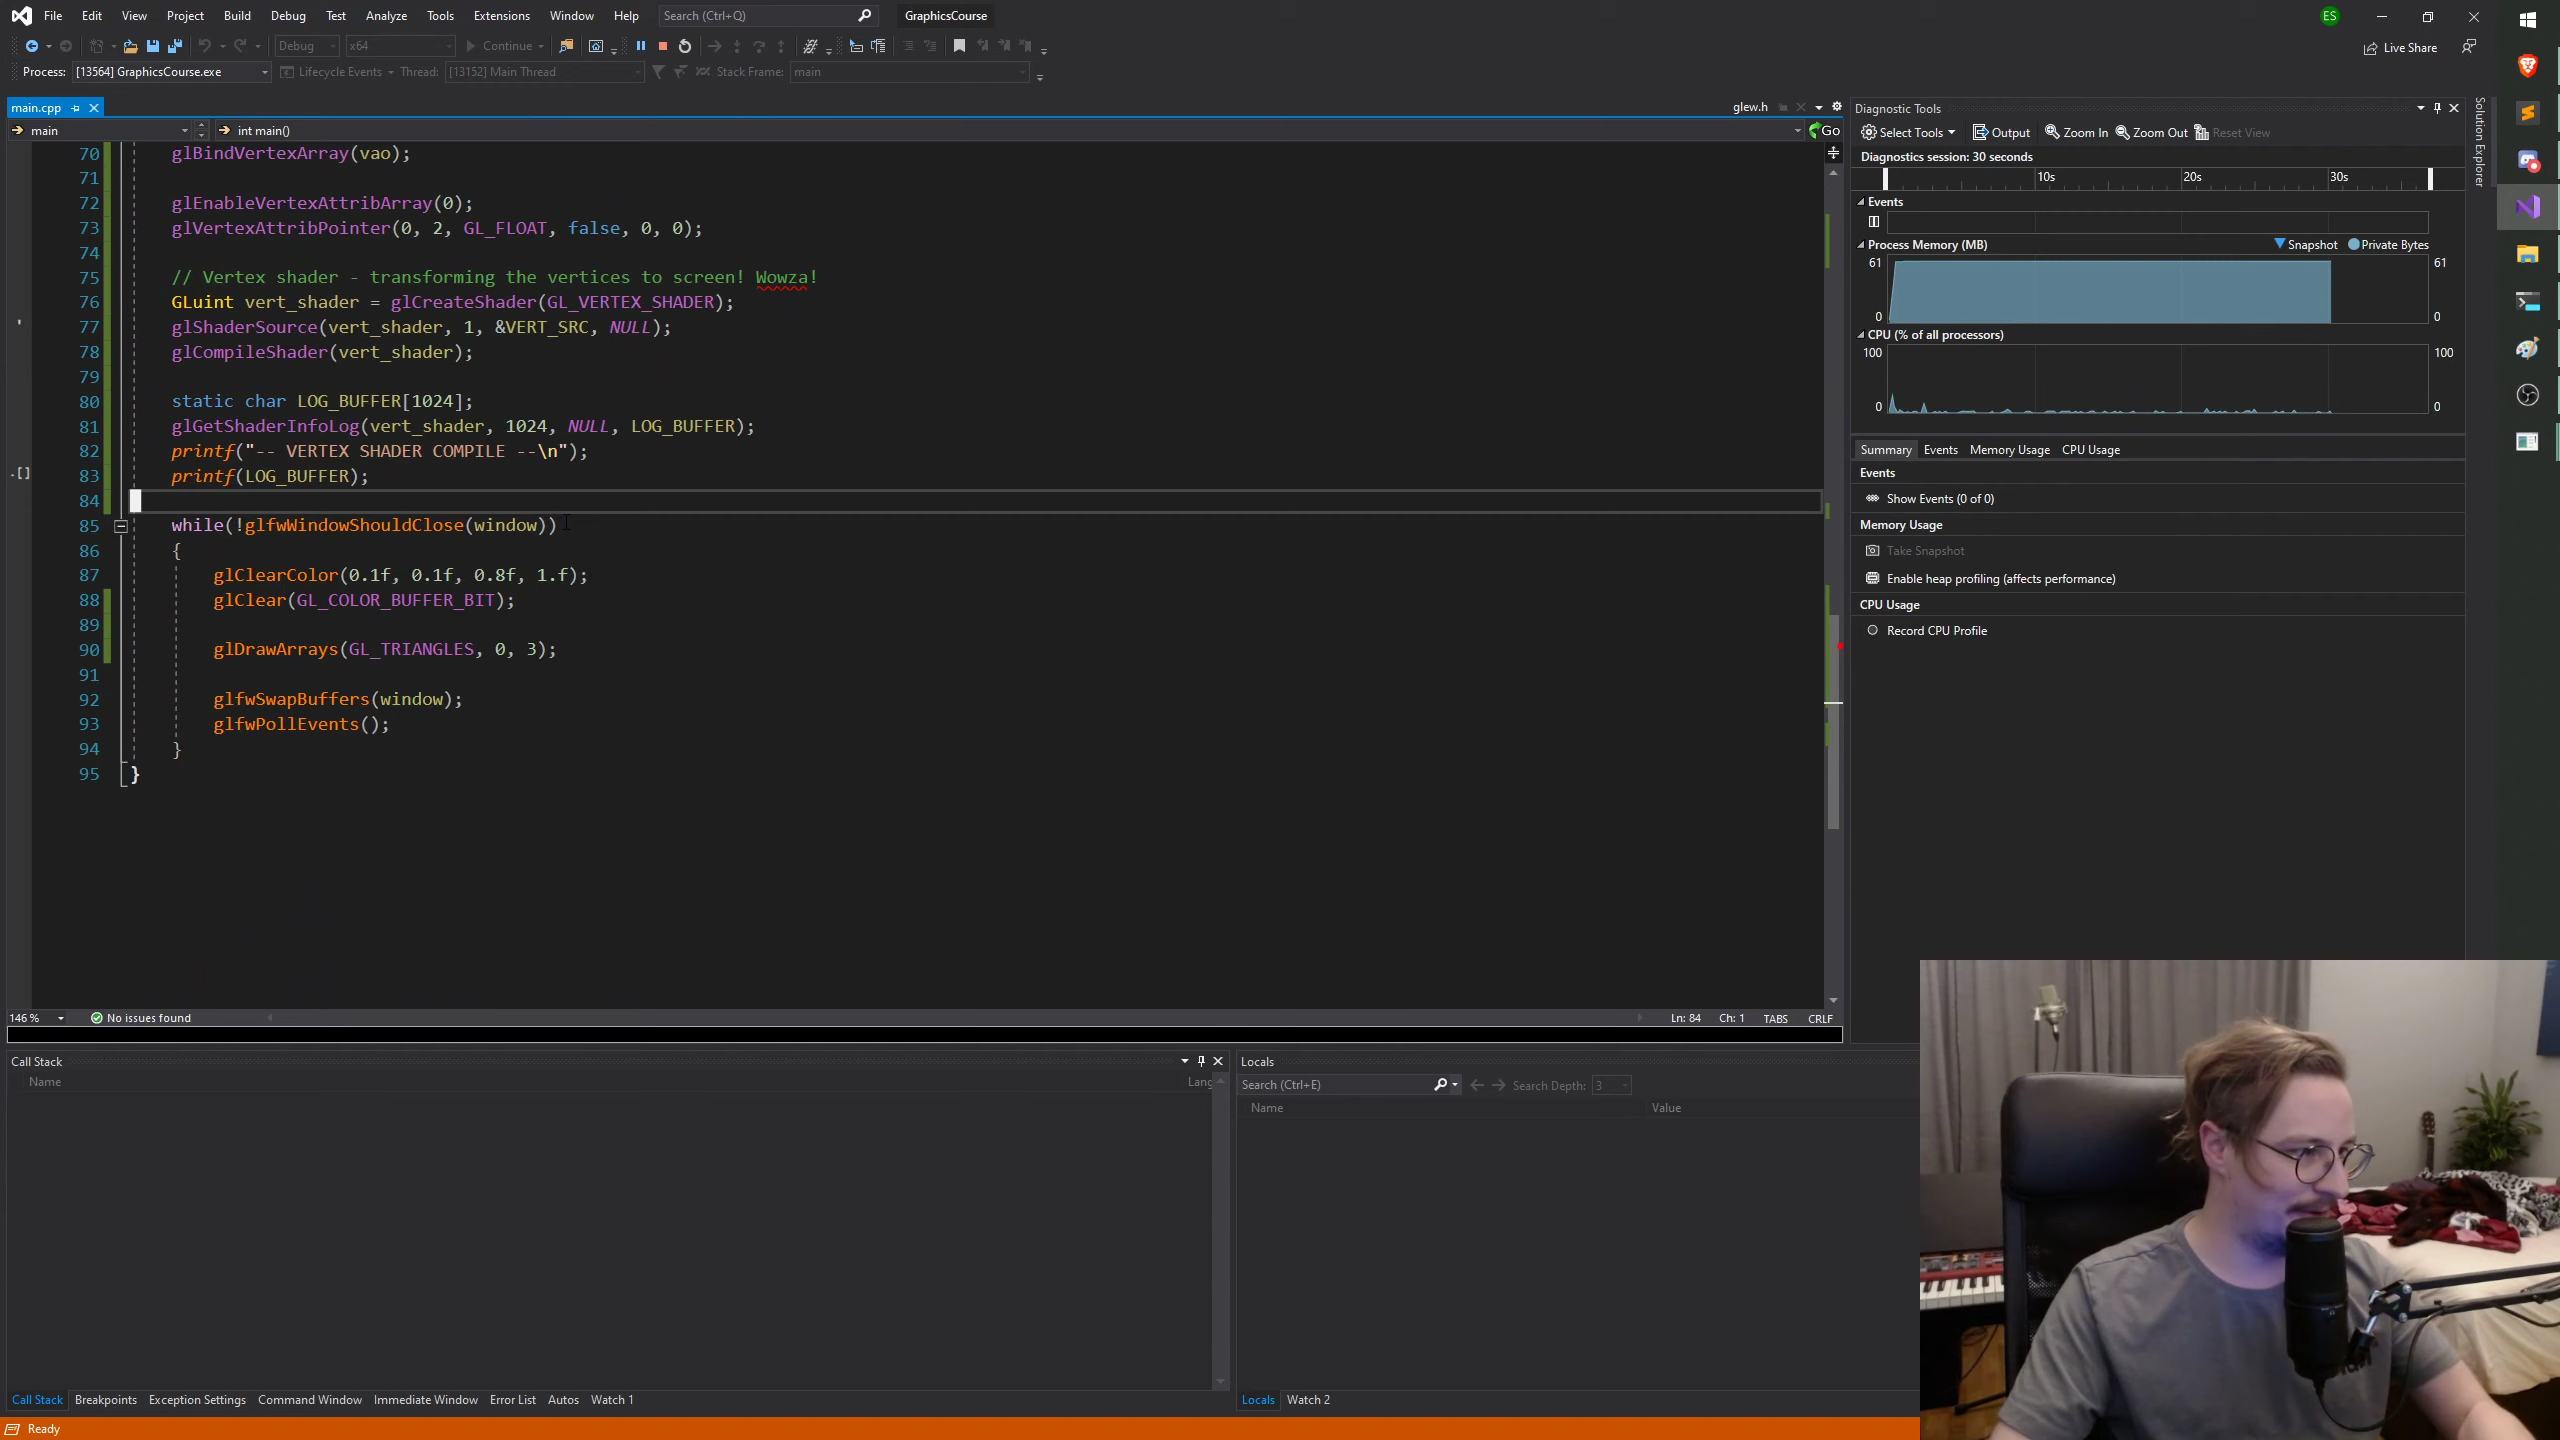 File Edit View Project Build Debug Test Analyze Tools Extensions Window Help Search (Ctrl+Q) GraphicsCourse ES
Debug x64 Continue Live Share
Process: [13564] GraphicsCourse.exe Lifecycle Events Thread: [13152] Main Thread Stack Frame: main
main.cpp glew.h
main int main() Go
70 glBindVertexArray(vao);
71
72 glEnableVertexAttribArray(0);
73 glVertexAttribPointer(0, 2, GL_FLOAT, false, 0, 0);
74
75 // Vertex shader - transforming the vertices to screen! Wowza!
76 GLuint vert_shader = glCreateShader(GL_VERTEX_SHADER);
77 glShaderSource(vert_shader, 1, &VERT_SRC, NULL);
78 glCompileShader(vert_shader);
79
80 static char LOG_BUFFER[1024];
81 glGetShaderInfoLog(vert_shader, 1024, NULL, LOG_BUFFER);
82 printf("-- VERTEX SHADER COMPILE --\n");
83 printf(LOG_BUFFER);
84
85 while(!glfwWindowShouldClose(window))
86 {
87 glClearColor(0.1f, 0.1f, 0.8f, 1.f);
88 glClear(GL_COLOR_BUFFER_BIT);
89
90 glDrawArrays(GL_TRIANGLES, 0, 3);
91
92 glfwSwapBuffers(window);
93 glfwPollEvents();
94 }
95 }
146 % No issues found Ln: 84 Ch: 1 TABS CRLF
Diagnostic Tools
Select Tools Output Zoom In Zoom Out Reset View
Diagnostics session: 30 seconds
10s 20s 30s
Events
Process Memory (MB) Snapshot Private Bytes
61 61
0 0
CPU (% of all processors)
100 100
0 0
Summary Events Memory Usage CPU Usage
Events
Show Events (0 of 0)
Memory Usage
Take Snapshot
Enable heap profiling (affects performance)
CPU Usage
Record CPU Profile
Solution Explorer
Call Stack
Name Lang
Call Stack Breakpoints Exception Settings Command Window Immediate Window Error List Autos Watch 1
Locals
Search (Ctrl+E) Search Depth: 3
Name Value
Locals Watch 2
Ready